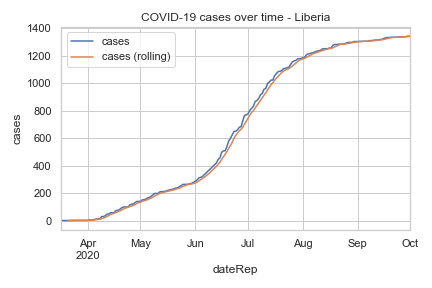 COVID-19 cases over time - Liberia
cases
cases (rolling)
1400
1200
1000
800
600
400
200
0
cases
Apr
2020
May
Jun
Jul
Aug
Sep
Oct
dateRep